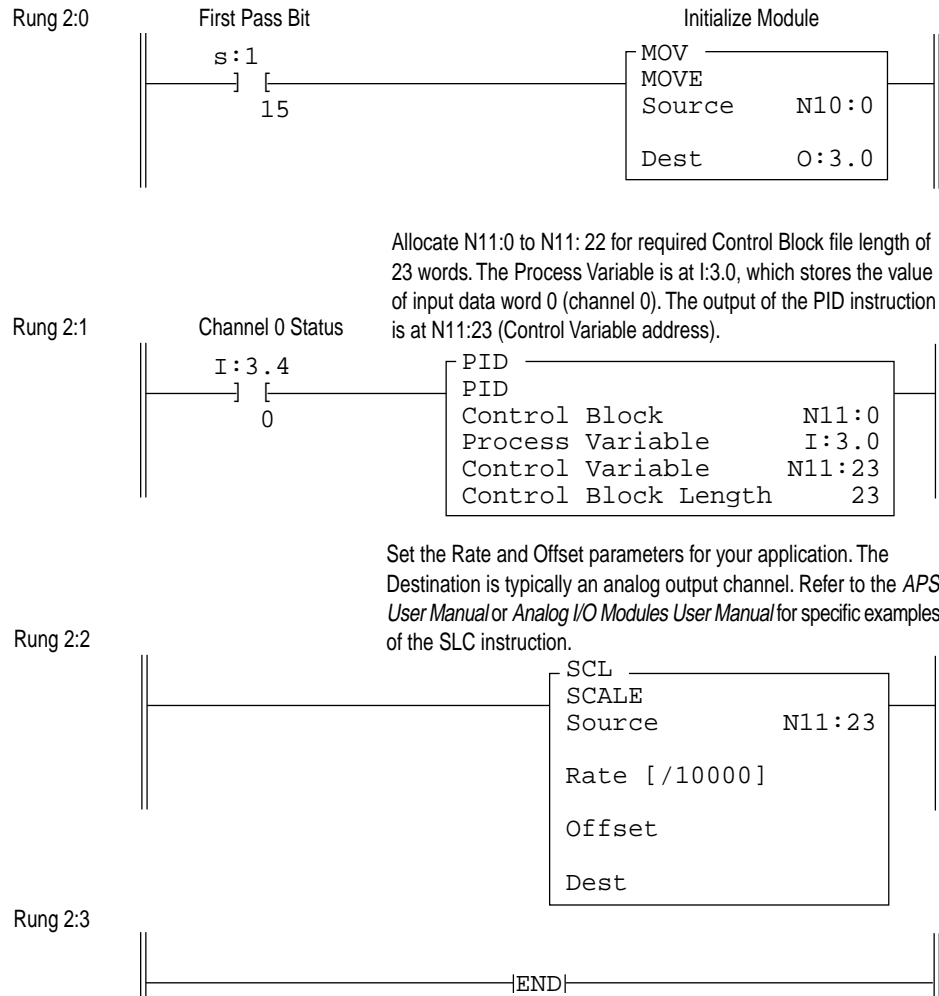 Rung 2:0
First Pass Bit
Initialize Module
s:1
] [
15
MOV
MOVE
Source N10:0
Dest O:3.0
Allocate N11:0 to N11: 22 for required Control Block file length of
23 words. The Process Variable is at I:3.0, which stores the value
of input data word 0 (channel 0). The output of the PID instruction
is at N11:23 (Control Variable address).
Rung 2:1
Channel 0 Status
I:3.4
] [
0
PID
PID
Control Block N11:0
Process Variable I:3.0
Control Variable N11:23
Control Block Length 23
Set the Rate and Offset parameters for your application. The
Destination is typically an analog output channel. Refer to the APS
User Manual or Analog I/O Modules User Manual for specific examples
of the SLC instruction.
Rung 2:2
SCL
SCALE
Source N11:23
Rate [/10000]
Offset
Dest
Rung 2:3
END